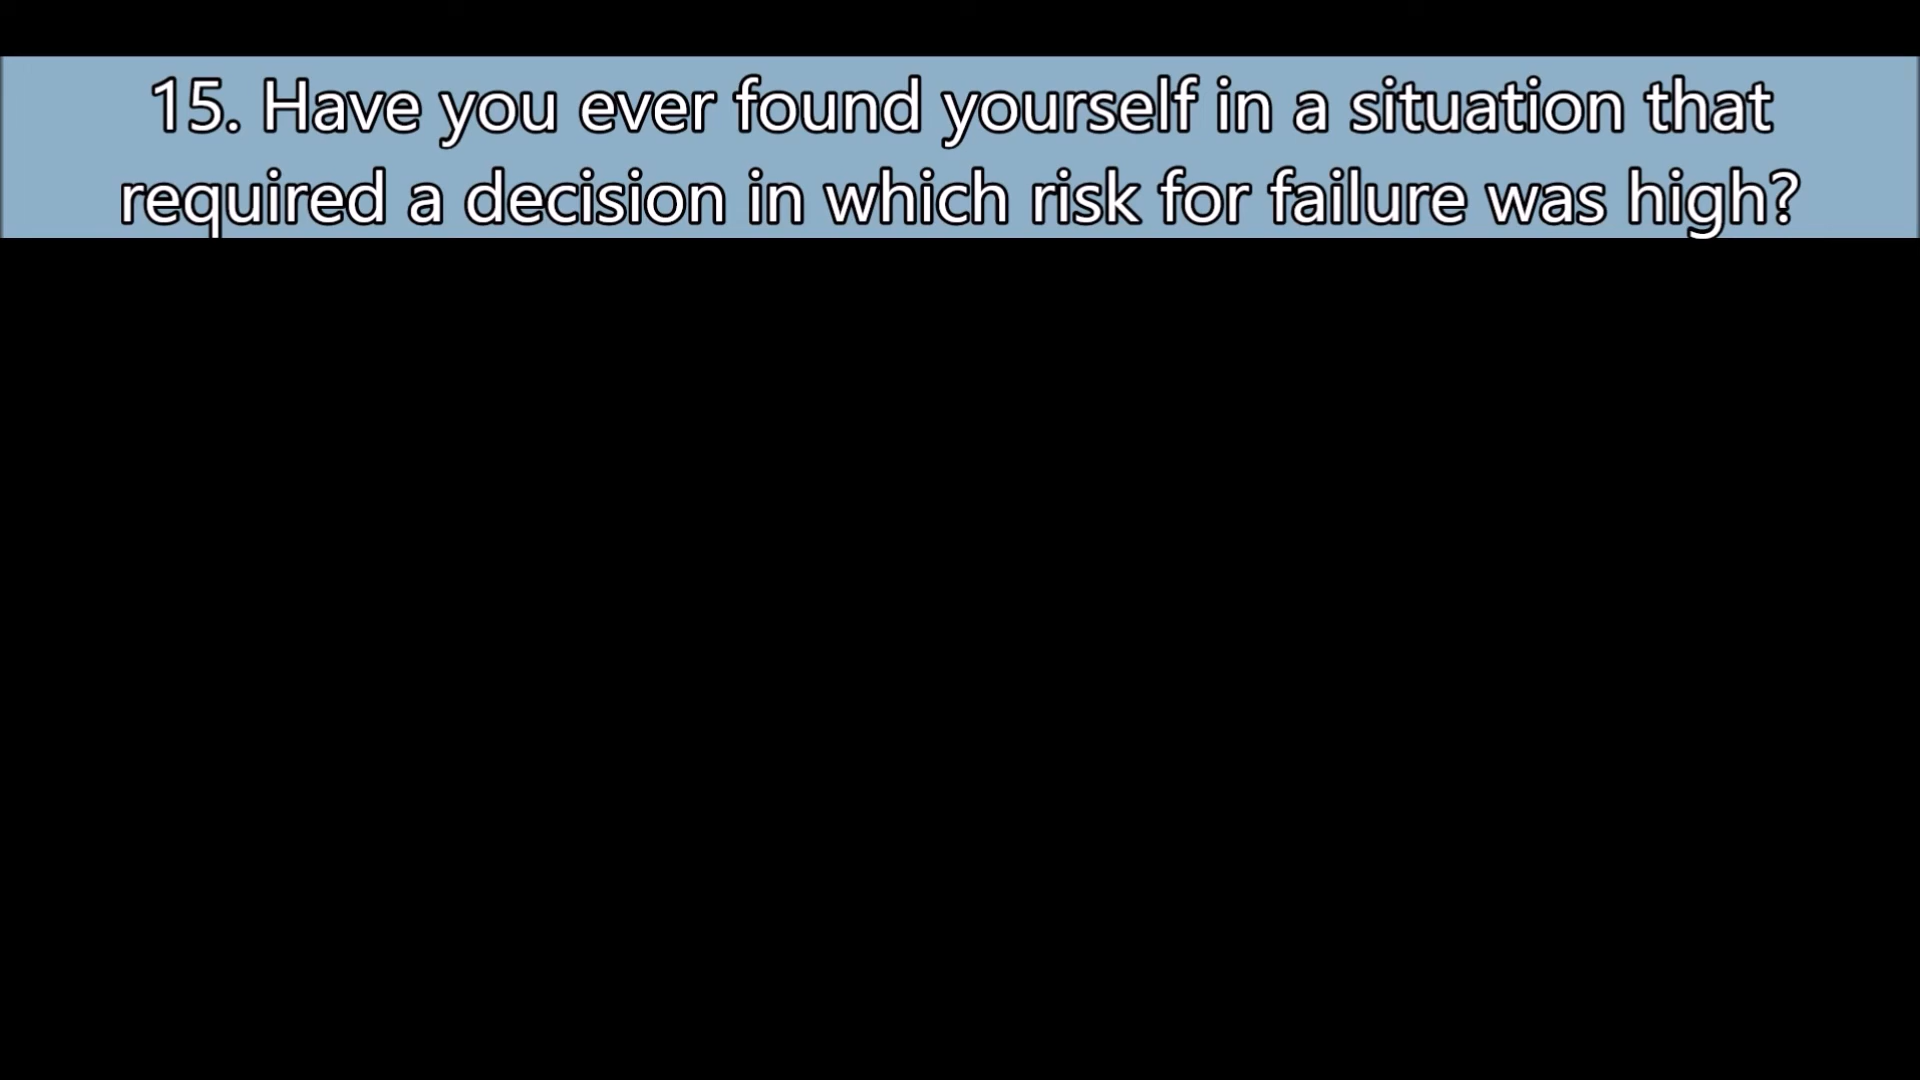 15. Have you ever found yourself in a situation that
required a decision in which risk for failure was high?